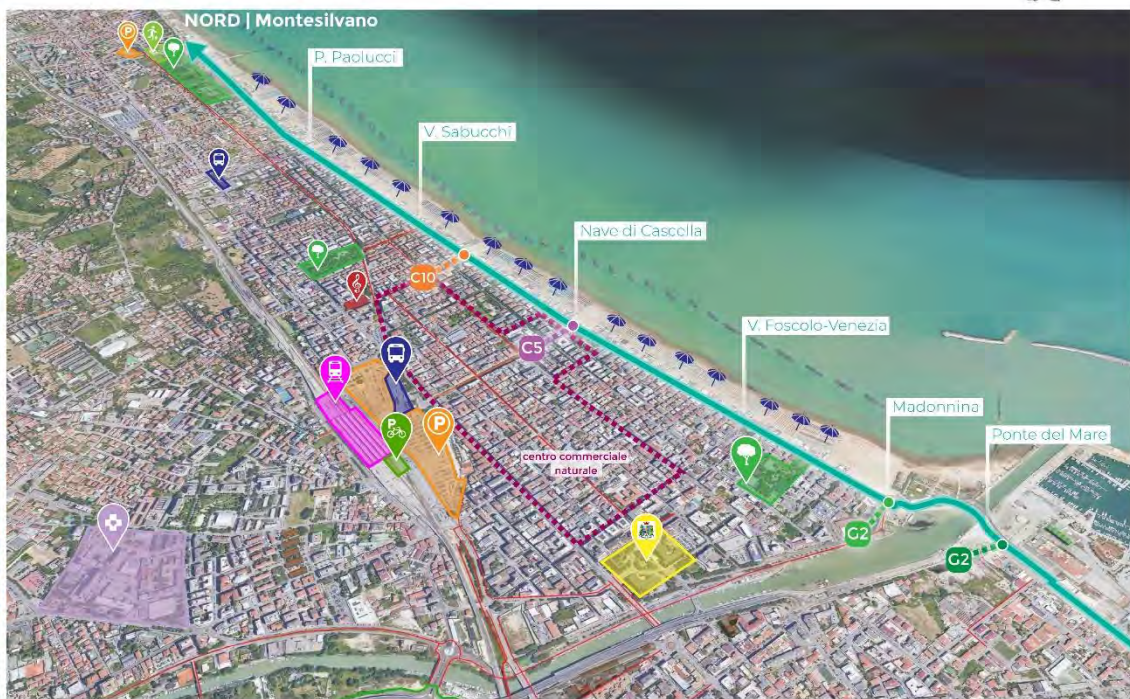 NORD | Montesilvano
P
P. Paolucci
V. Sabucchi
Nave di Cascella
C10
C5
V. Foscolo-Venezia
Madonnina
Ponte del Mare
P
P
centro commerciale
naturale
G2
G2